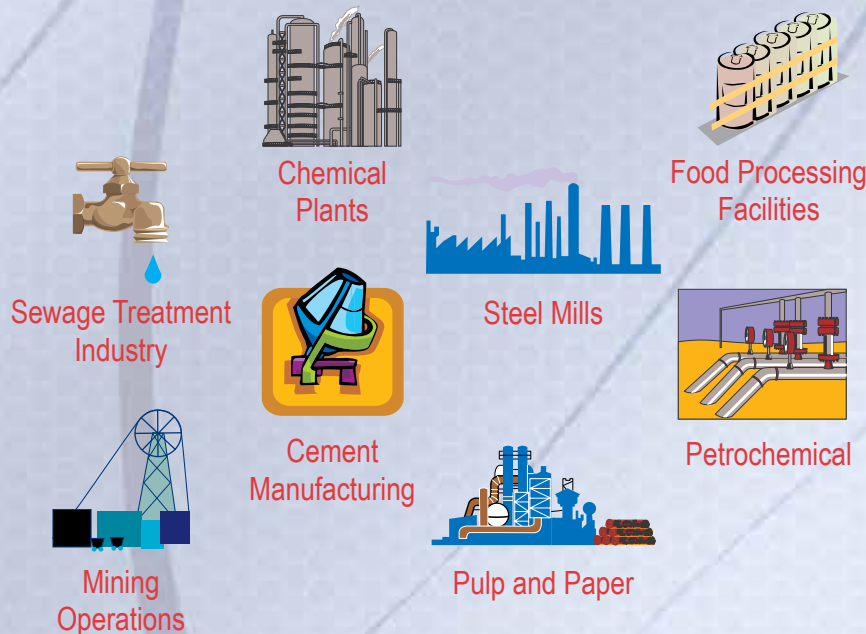 Chemical
Plants
Food Processing
Facilities
Sewage Treatment
Industry
Steel Mills
Cement
Manufacturing
Petrochemical
Mining
Operations
Pulp and Paper